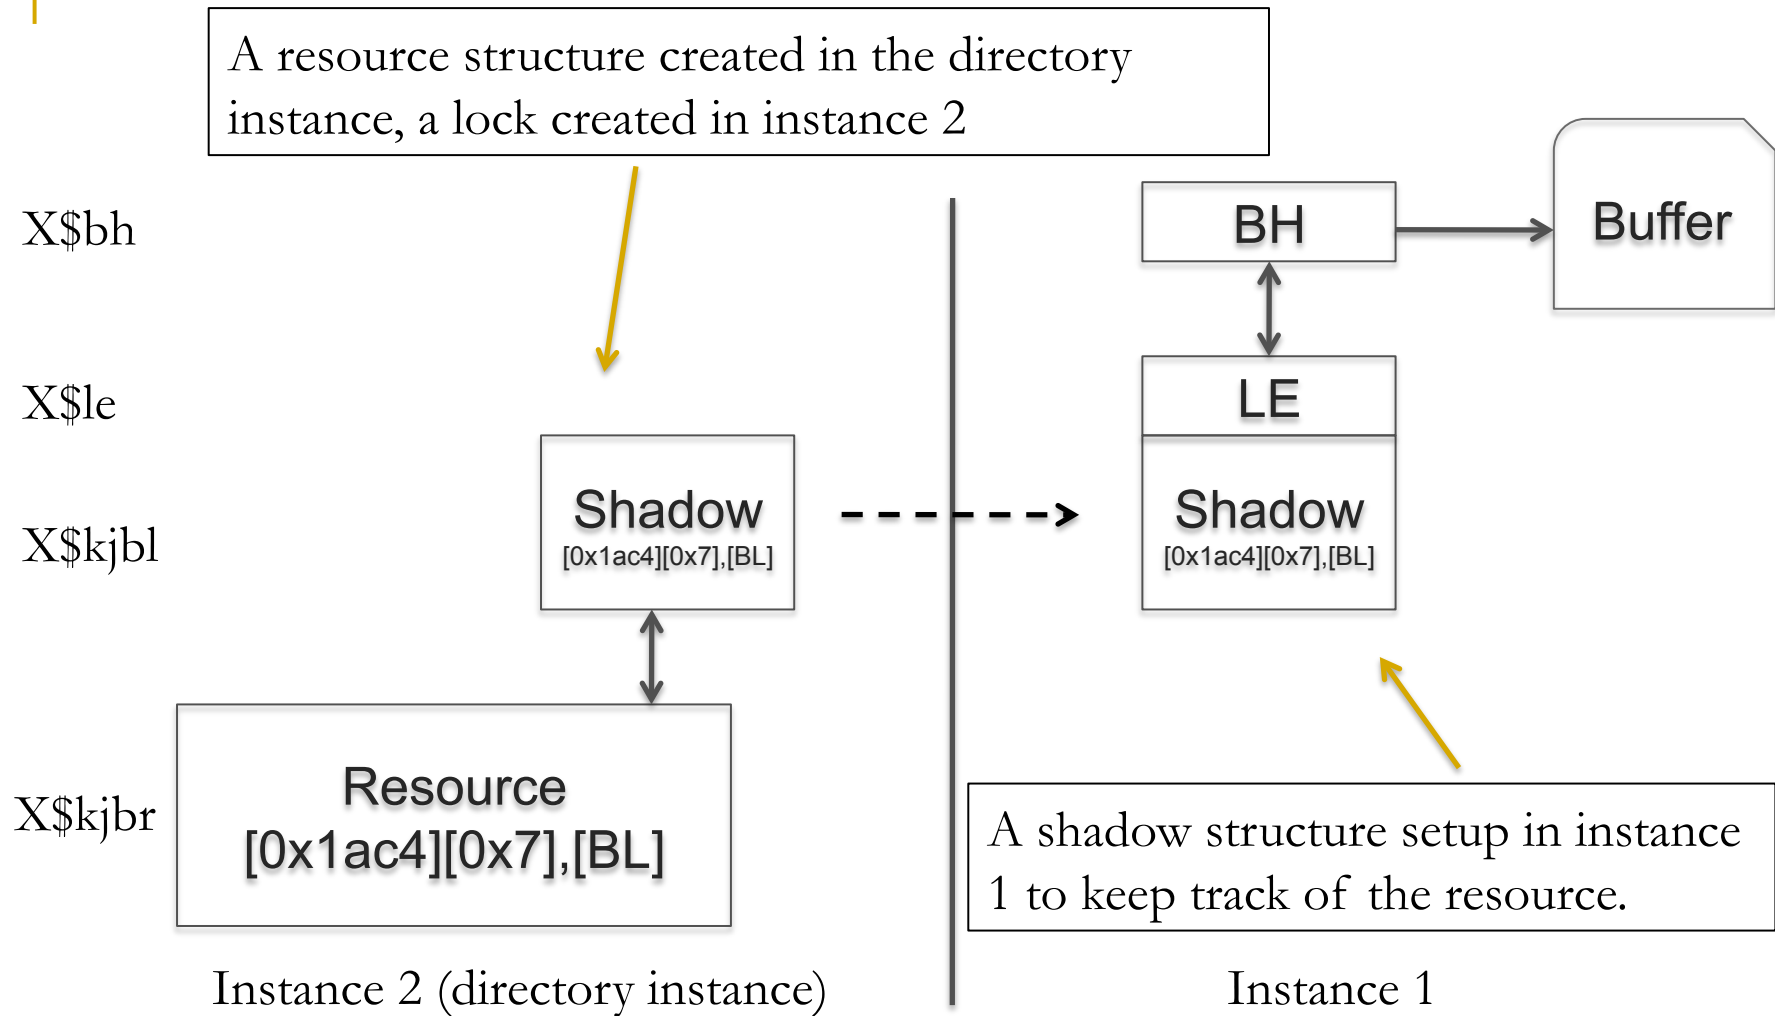 A resource structure created in the directory
instance, a lock created in instance 2
X$bh
BH
Buffer
X$le
LE
X$kjbl
Shadow
[0x1ac4][0x7],[BL]
Shadow
[0x1ac4][0x7],[BL]
X$kjbr
Resource
[0x1ac4][0x7],[BL]
A shadow structure setup in instance
1 to keep track of the resource.
Instance 2 (directory instance)
Instance 1